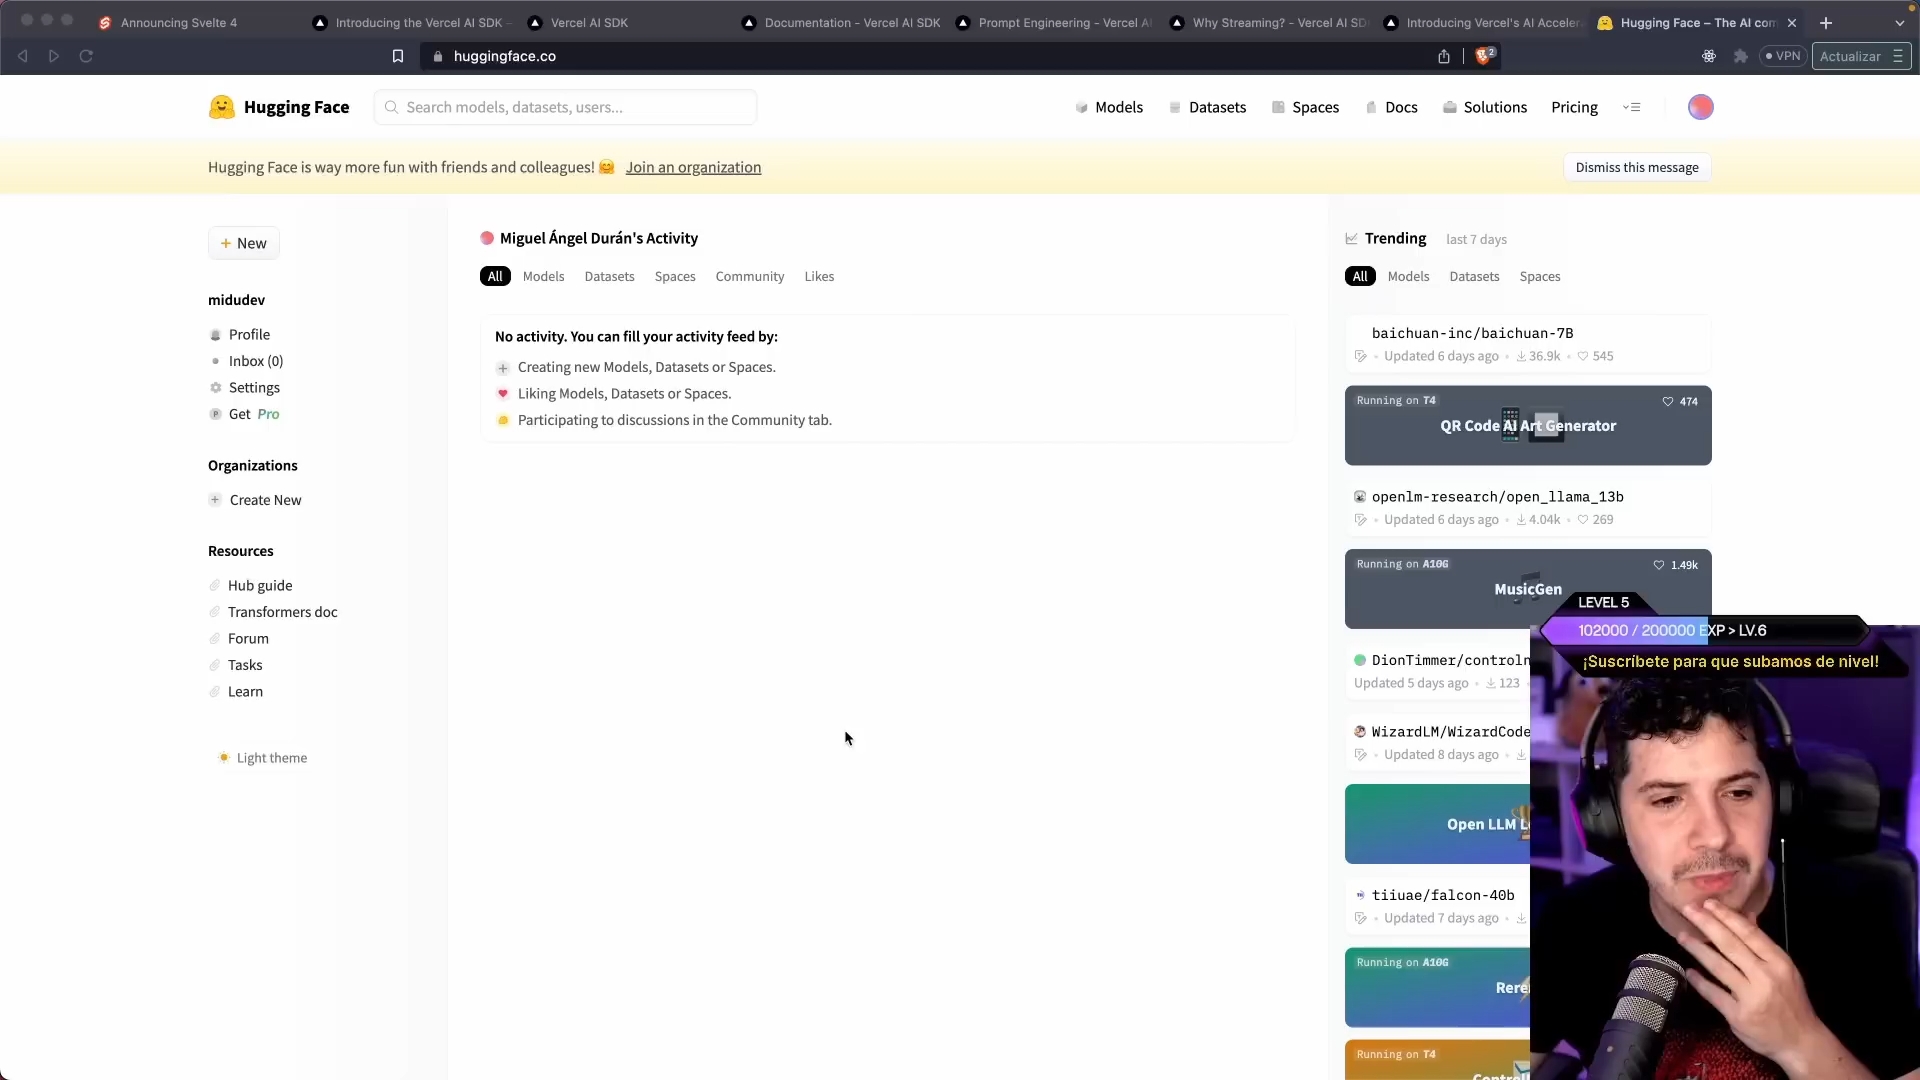 Announcing Svelte 4
Introducing the Vercel AI SDK –
Vercel AI SDK
Documentation - Vercel AI SDK
Prompt Engineering - Vercel AI
Why Streaming? - Vercel AI SD
Introducing Vercel's AI Acceler
Hugging Face – The AI com
huggingface.co
2
VPN
Actualizar
Hugging Face
Search models, datasets, users...
Models
Datasets
Spaces
Docs
Solutions
Pricing
Hugging Face is way more fun with friends and colleagues! 🤗 Join an organization
Dismiss this message
+ New
midudev
Profile
Inbox (0)
Settings
Get Pro
Organizations
Create New
Resources
Hub guide
Transformers doc
Forum
Tasks
Learn
Light theme
Miguel Ángel Durán's Activity
All
Models
Datasets
Spaces
Community
Likes
No activity. You can fill your activity feed by:
Creating new Models, Datasets or Spaces.
Liking Models, Datasets or Spaces.
Participating to discussions in the Community tab.
Trending last 7 days
All
Models
Datasets
Spaces
baichuan-inc/baichuan-7B
Updated 6 days ago • 36.9k • 545
Running on T4
474
QR Code AI Art Generator
openlm-research/open_llama_13b
Updated 6 days ago • 4.04k • 269
Running on A10G
1.49k
MusicGen
DionTimmer/controln
Updated 5 days ago • 123 •
WizardLM/WizardCode
Updated 8 days ago •
Open LLM L
tiiuae/falcon-40b
Updated 7 days ago •
Running on A10G
Rere
Running on T4
LEVEL 5
102000 / 200000 EXP > LV.6
¡Suscríbete para que subamos de nivel!